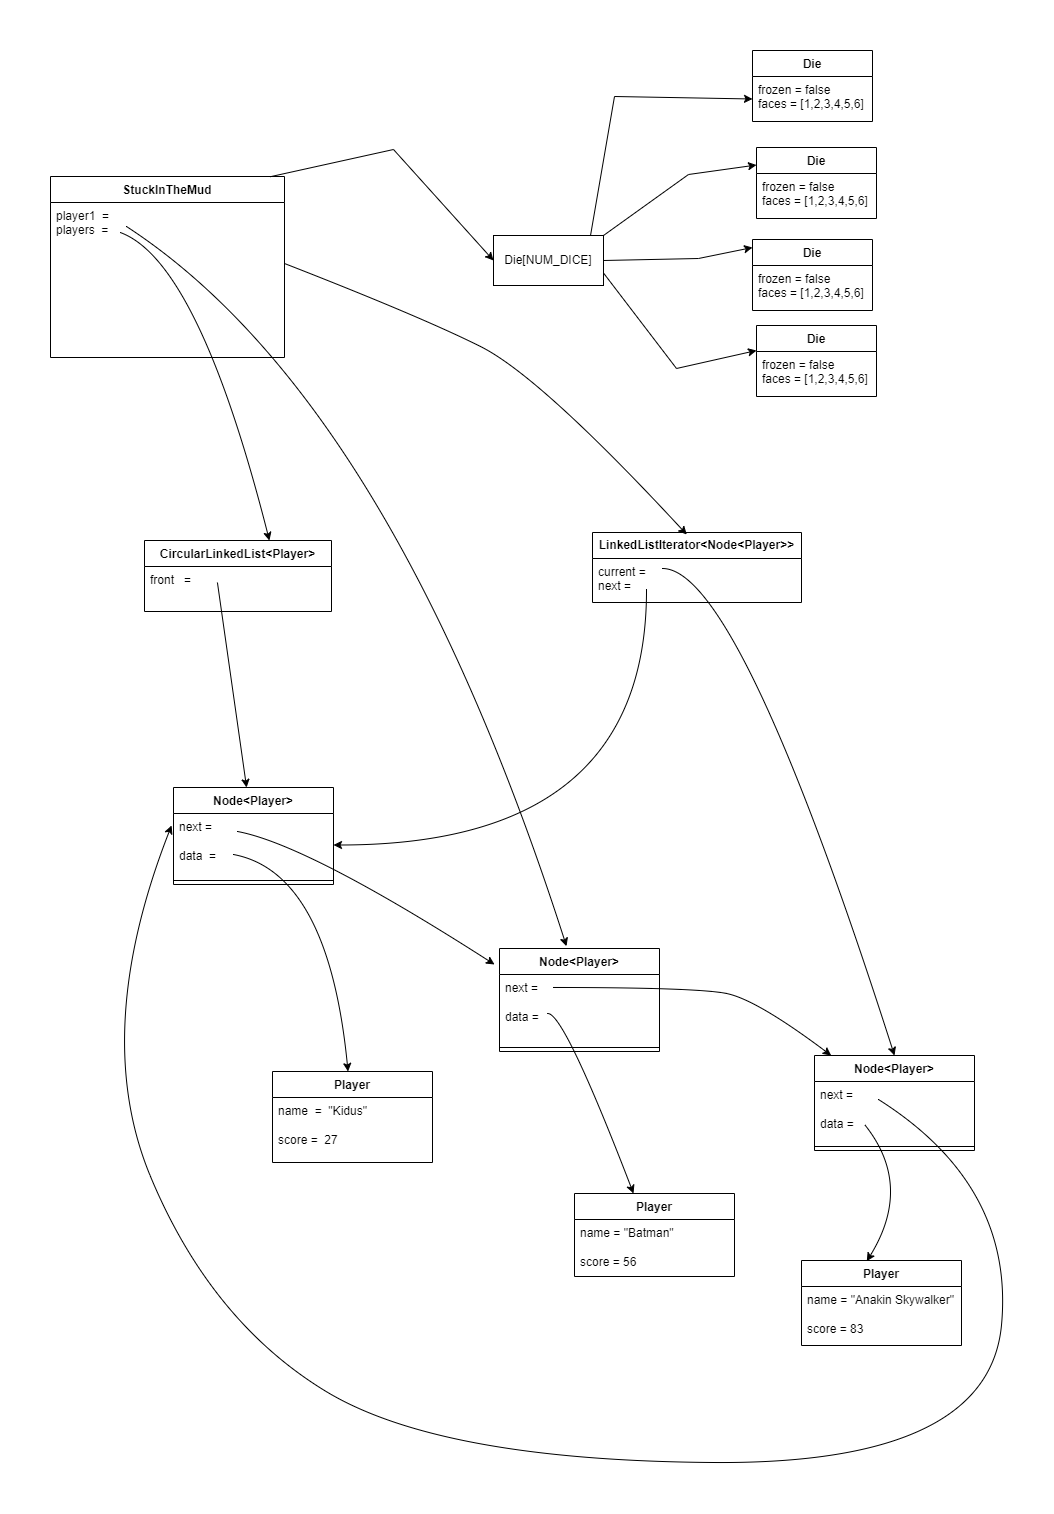 Die
frozen = false
faces = [1,2,3,4,5,6]
Die
frozen = false
faces = [1,2,3,4,5,6]
StuckInTheMud
player1 =
players =
Die[NUM_DICE]
Die
frozen = false
faces = [1,2,3,4,5,6]
Die
frozen = false
faces = [1,2,3,4,5,6]
CircularLinkedList<Player>
front =
LinkedListIterator<Node<Player>>
current =
next =
Node<Player>
next =
data =
Node<Player>
next =
data =
Node<Player>
next =
data =
Player
name = "Kidus"
score = 27
Player
name = "Batman"
score = 56
Player
name = "Anakin Skywalker"
score = 83